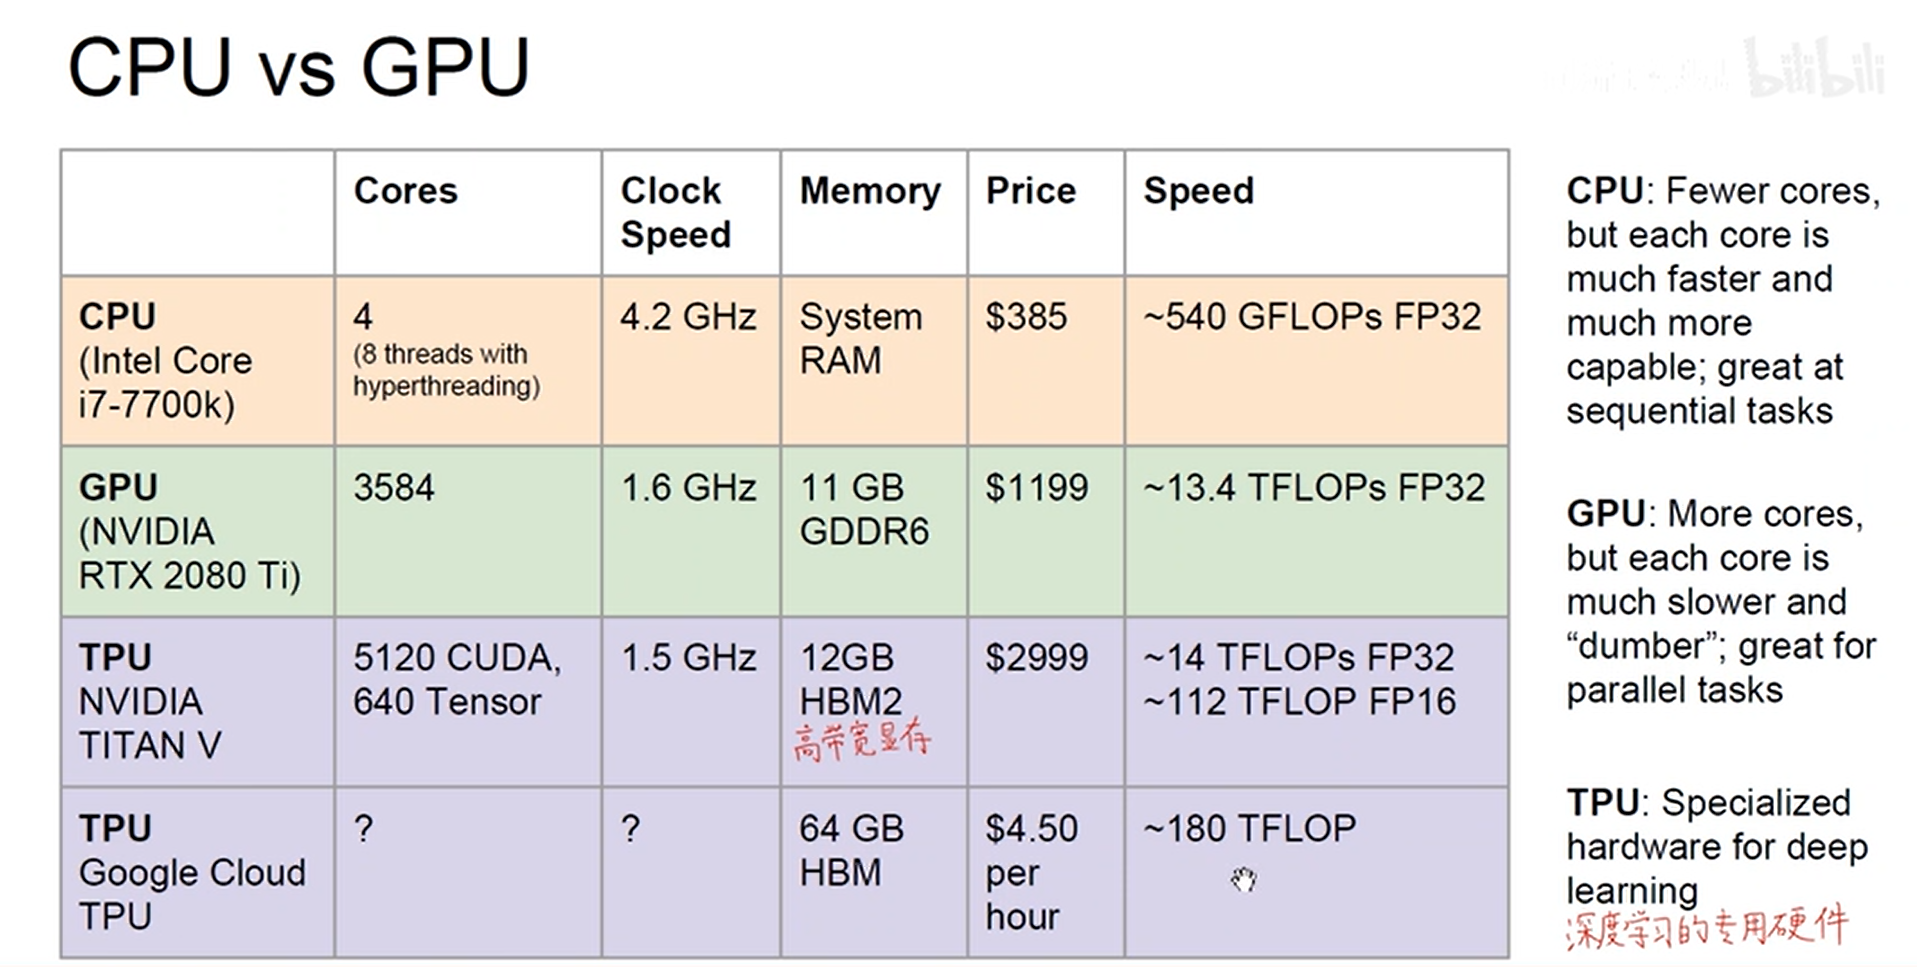 CPU vs GPU
bilibili
Cores
Clock
Speed
Memory
Price
Speed
CPU
(Intel Core
i7-7700k)
4
(8 threads with
hyperthreading)
4.2 GHz
System
RAM
$385
~540 GFLOPs FP32
GPU
(NVIDIA
RTX 2080 Ti)
3584
1.6 GHz
11 GB
GDDR6
$1199
~13.4 TFLOPs FP32
TPU
NVIDIA
TITAN V
5120 CUDA,
640 Tensor
1.5 GHz
12GB
HBM2
高带宽显存
$2999
~14 TFLOPs FP32
~112 TFLOP FP16
TPU
Google Cloud
TPU
?
?
64 GB
HBM
$4.50
per
hour
~180 TFLOP
CPU: Fewer cores,
but each core is
much faster and
much more
capable; great at
sequential tasks
GPU: More cores,
but each core is
much slower and
“dumber”; great for
parallel tasks
TPU: Specialized
hardware for deep
learning
深度学习的专用硬件